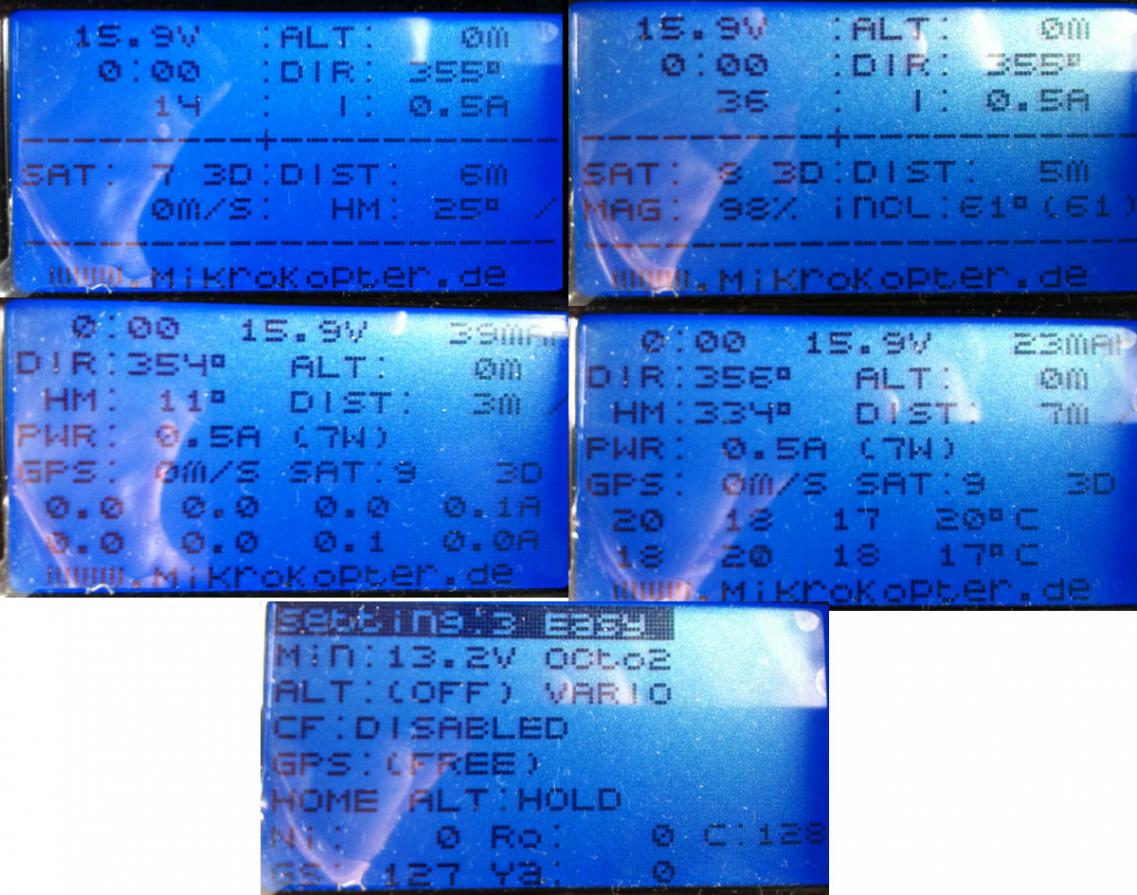 15.9V :ALT: 0m
0:00 :DIR: 355°
14 : I: 0.5A
--------------+-----------------
SAT: 7 3D:DIST: 6m
0M/S: HM: 25° /
--------------------------------
.MikroKopter.de
15.9V :ALT: 0m
0:00 :DIR: 355°
36 : I: 0.5A
--------------+-----------------
SAT: 8 3D:DIST: 5m
MAG: 98% inCL:61°(61)
--------------------------------
.MikroKopter.de
0:00 15.9V 39mAh
DIR:354° ALT: 0m
HM: 11° DIST: 3m /
PWR: 0.5A (7W)
GPS: 0m/S SAT:9 3D
0.0 0.0 0.0 0.1A
0.0 0.0 0.1 0.0A
.MikroKopter.de
0:00 15.9V 23mAh
DIR:356° ALT: 0m
HM:334° DIST: 7m
PWR: 0.5A (7W)
GPS: 0m/S SAT:9 3D
20 18 17 20°C
18 20 18 17°C
.MikroKopter.de
Setting.3 Easy
Min:13.2V Octo2
ALT:(OFF) VARIO
CF:DISABLED
GPS:(FREE)
HOME ALT:HOLD
Ni: 0 Ro: 0 C:128
GS: 127 Ya: 0